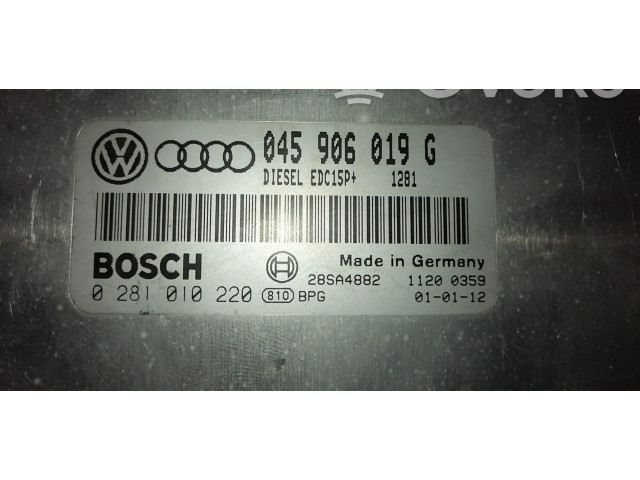 045 906 019 G
DIESEL EDC15P+ 1281
BOSCH
Made in Germany
28SA4882 1120 0359
0 281 010 220 810 BPG 01-01-12